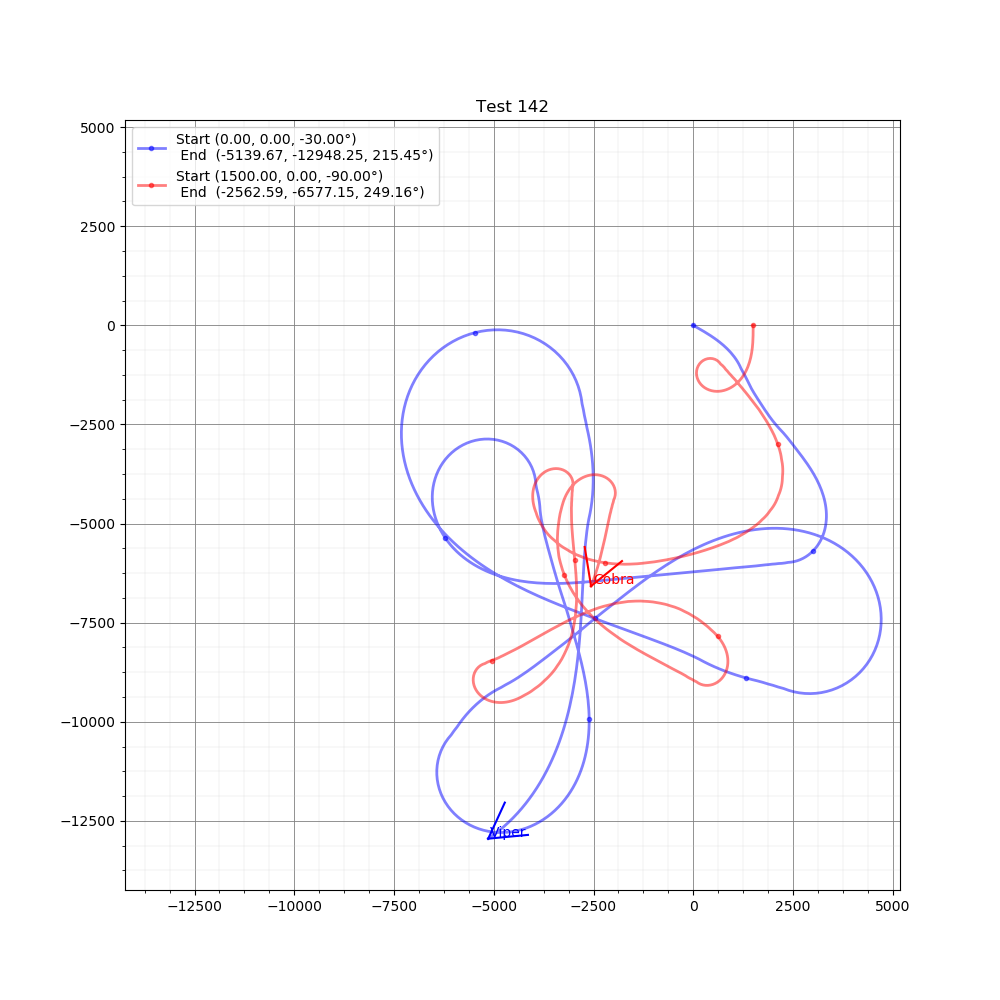 Test 142
Start (0.00, 0.00, -30.00°)
End  (-5139.67, -12948.25, 215.45°)
Start (1500.00, 0.00, -90.00°)
End  (-2562.59, -6577.15, 249.16°)
5000
2500
0
−2500
−5000
−7500
−10000
−12500
Cobra
Viper
−12500
−10000
−7500
−5000
−2500
0
2500
5000